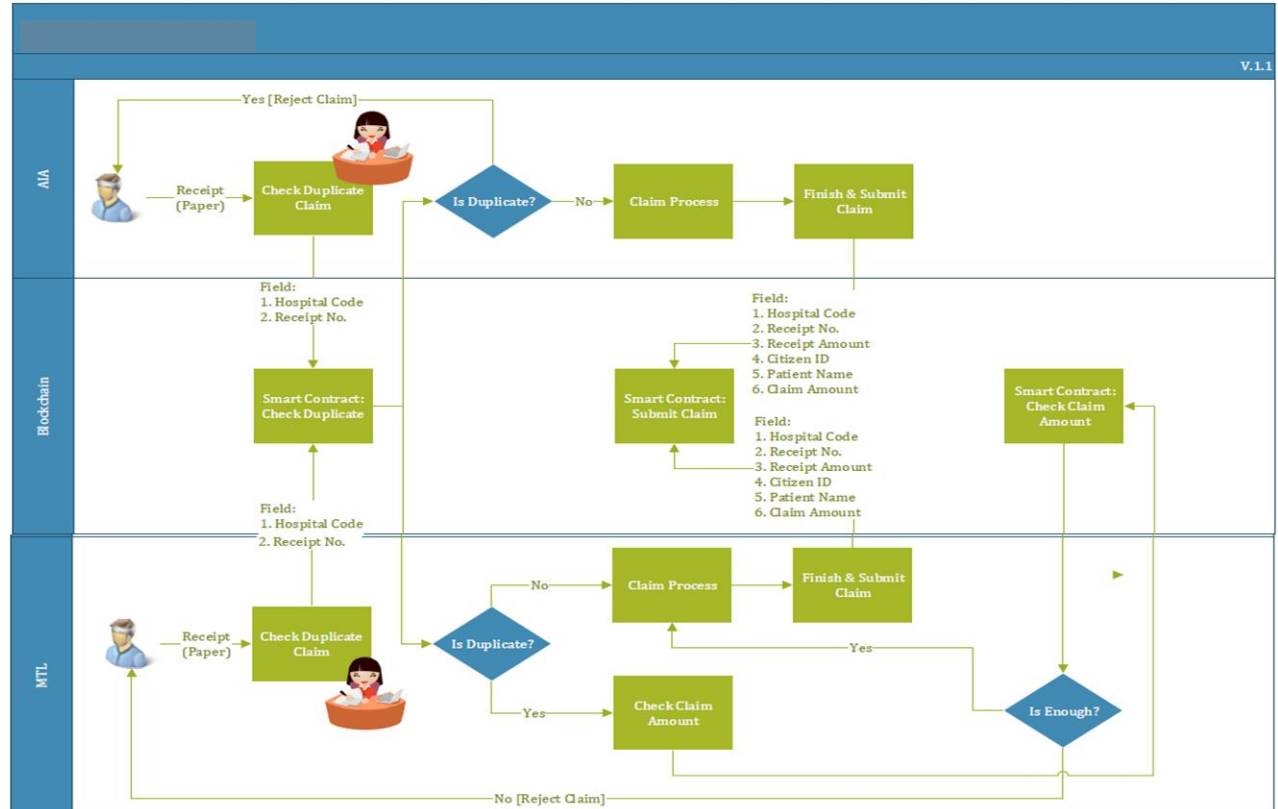 V.1.1
AIA
Yes [Reject Claim]
Receipt
(Paper)
Check Duplicate
Claim
Is Duplicate?
No
Claim Process
Finish & Submit
Claim
Blockchain
Field:
1. Hospital Code
2. Receipt No.
Smart Contract:
Check Duplicate
Field:
1. Hospital Code
2. Receipt No.
Field:
1. Hospital Code
2. Receipt No.
3. Receipt Amount
4. Citizen ID
5. Patient Name
6. Claim Amount
Smart Contract:
Submit Claim
Field:
1. Hospital Code
2. Receipt No.
3. Receipt Amount
4. Citizen ID
5. Patient Name
6. Claim Amount
Smart Contract:
Check Claim
Amount
MTL
Receipt
(Paper)
Check Duplicate
Claim
Is Duplicate?
No
Claim Process
Finish & Submit
Claim
Yes
Yes
Check Claim
Amount
Is Enough?
No [Reject Claim]